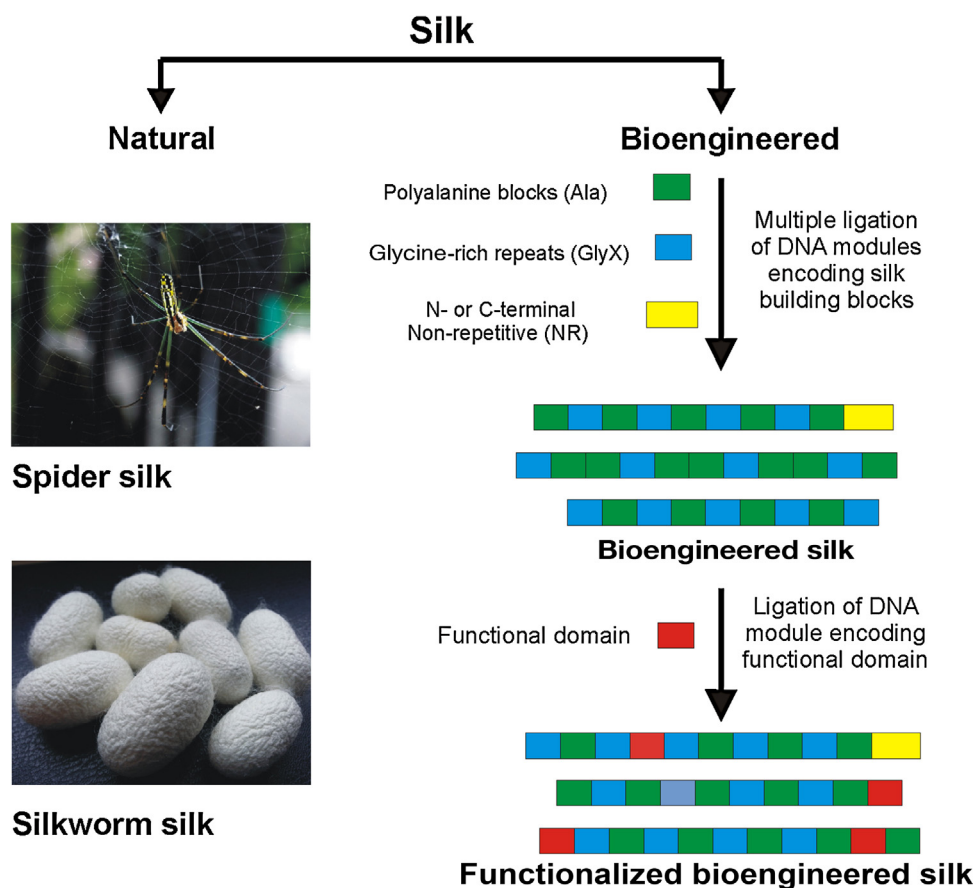 Silk
Natural
Bioengineered
Polyalanine blocks (Ala)
Glycine-rich repeats (GlyX)
N- or C-terminal
Non-repetitive (NR)
Multiple ligation
of DNA modules
encoding silk
building blocks
Spider silk
Bioengineered silk
Functional domain
Ligation of DNA
module encoding
functional domain
Silkworm silk
Functionalized bioengineered silk